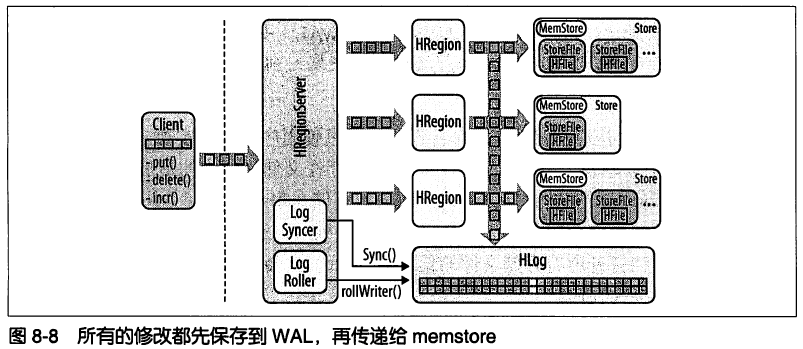 Client
- put()
- delete()
- incr()
HRegionServer
Log
Syncer
Log
Roller
HRegion
MemStore
Store
StoreFile
HFile
StoreFile
HFile
...
HRegion
MemStore
Store
StoreFile
HFile
HRegion
MemStore
Store
StoreFile
HFile
StoreFile
HFile
...
Sync()
rollWriter()
HLog
图 8-8 所有的修改都先保存到 WAL，再传递给 memstore